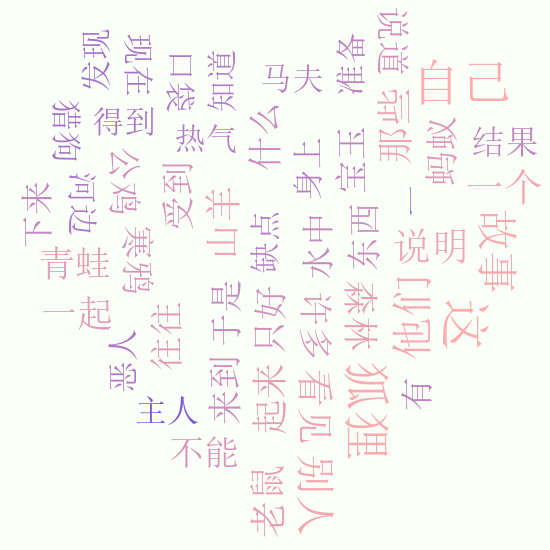 说道
自己
现在
发现
口袋
知道
马夫
准备
猎狗
得到
热气
什么
那后
蚂蚁
结果
宝玉
身上
一个
公鸡
受到
下来
河边
山羊
缺点
水中
东西
一
说明
故事
青蛙
寒鸦
一起
往往
于是
只好
许多
森林
他们
这
恶人
主人
来到
起来
看见
狐狸
有
不能
老鼠
别人